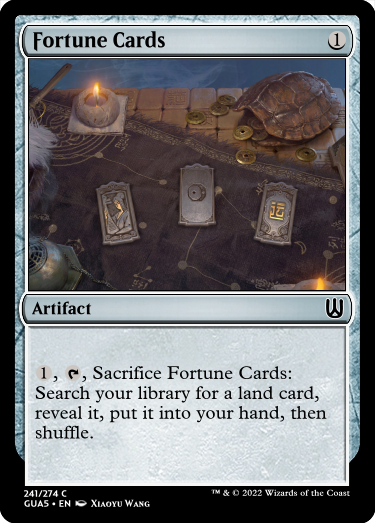 Fortune Cards 1
运
Artifact
1, , Sacrifice Fortune Cards:
Search your library for a land card,
reveal it, put it into your hand, then
shuffle.
241/274 C
GUA5 • EN Xiaoyu Wang ™ & © 2022 Wizards of the Coast